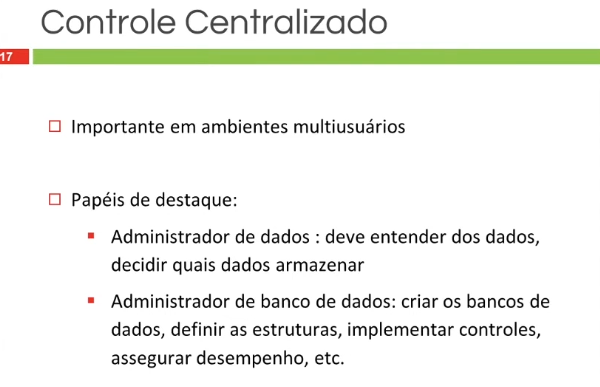 Controle Centralizado
17
Importante em ambientes multiusuários
Papéis de destaque:
Administrador de dados : deve entender dos dados,
decidir quais dados armazenar
Administrador de banco de dados: criar os bancos de
dados, definir as estruturas, implementar controles,
assegurar desempenho, etc.